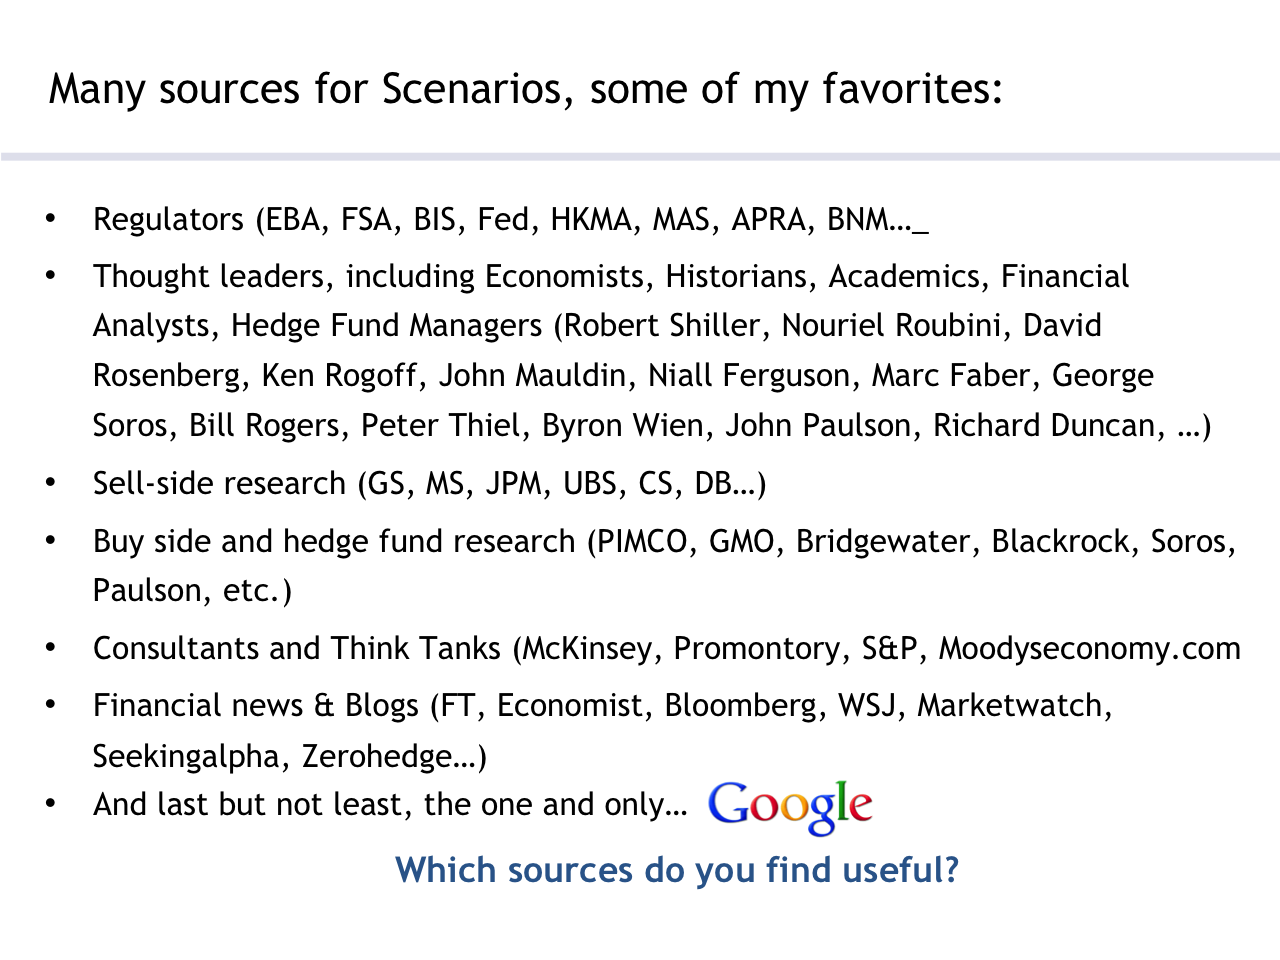 Many sources for Scenarios, some of my favorites:
• Regulators (EBA, FSA, BIS, Fed, HKMA, MAS, APRA, BNM…_
• Thought leaders, including Economists, Historians, Academics, Financial
Analysts, Hedge Fund Managers (Robert Shiller, Nouriel Roubini, David
Rosenberg, Ken Rogoff, John Mauldin, Niall Ferguson, Marc Faber, George
Soros, Bill Rogers, Peter Thiel, Byron Wien, John Paulson, Richard Duncan, …)
• Sell-side research (GS, MS, JPM, UBS, CS, DB…)
• Buy side and hedge fund research (PIMCO, GMO, Bridgewater, Blackrock, Soros,
Paulson, etc.)
• Consultants and Think Tanks (McKinsey, Promontory, S&P, Moodyseconomy.com
• Financial news & Blogs (FT, Economist, Bloomberg, WSJ, Marketwatch,
Seekingalpha, Zerohedge…)
• And last but not least, the one and only… Google
Which sources do you find useful?